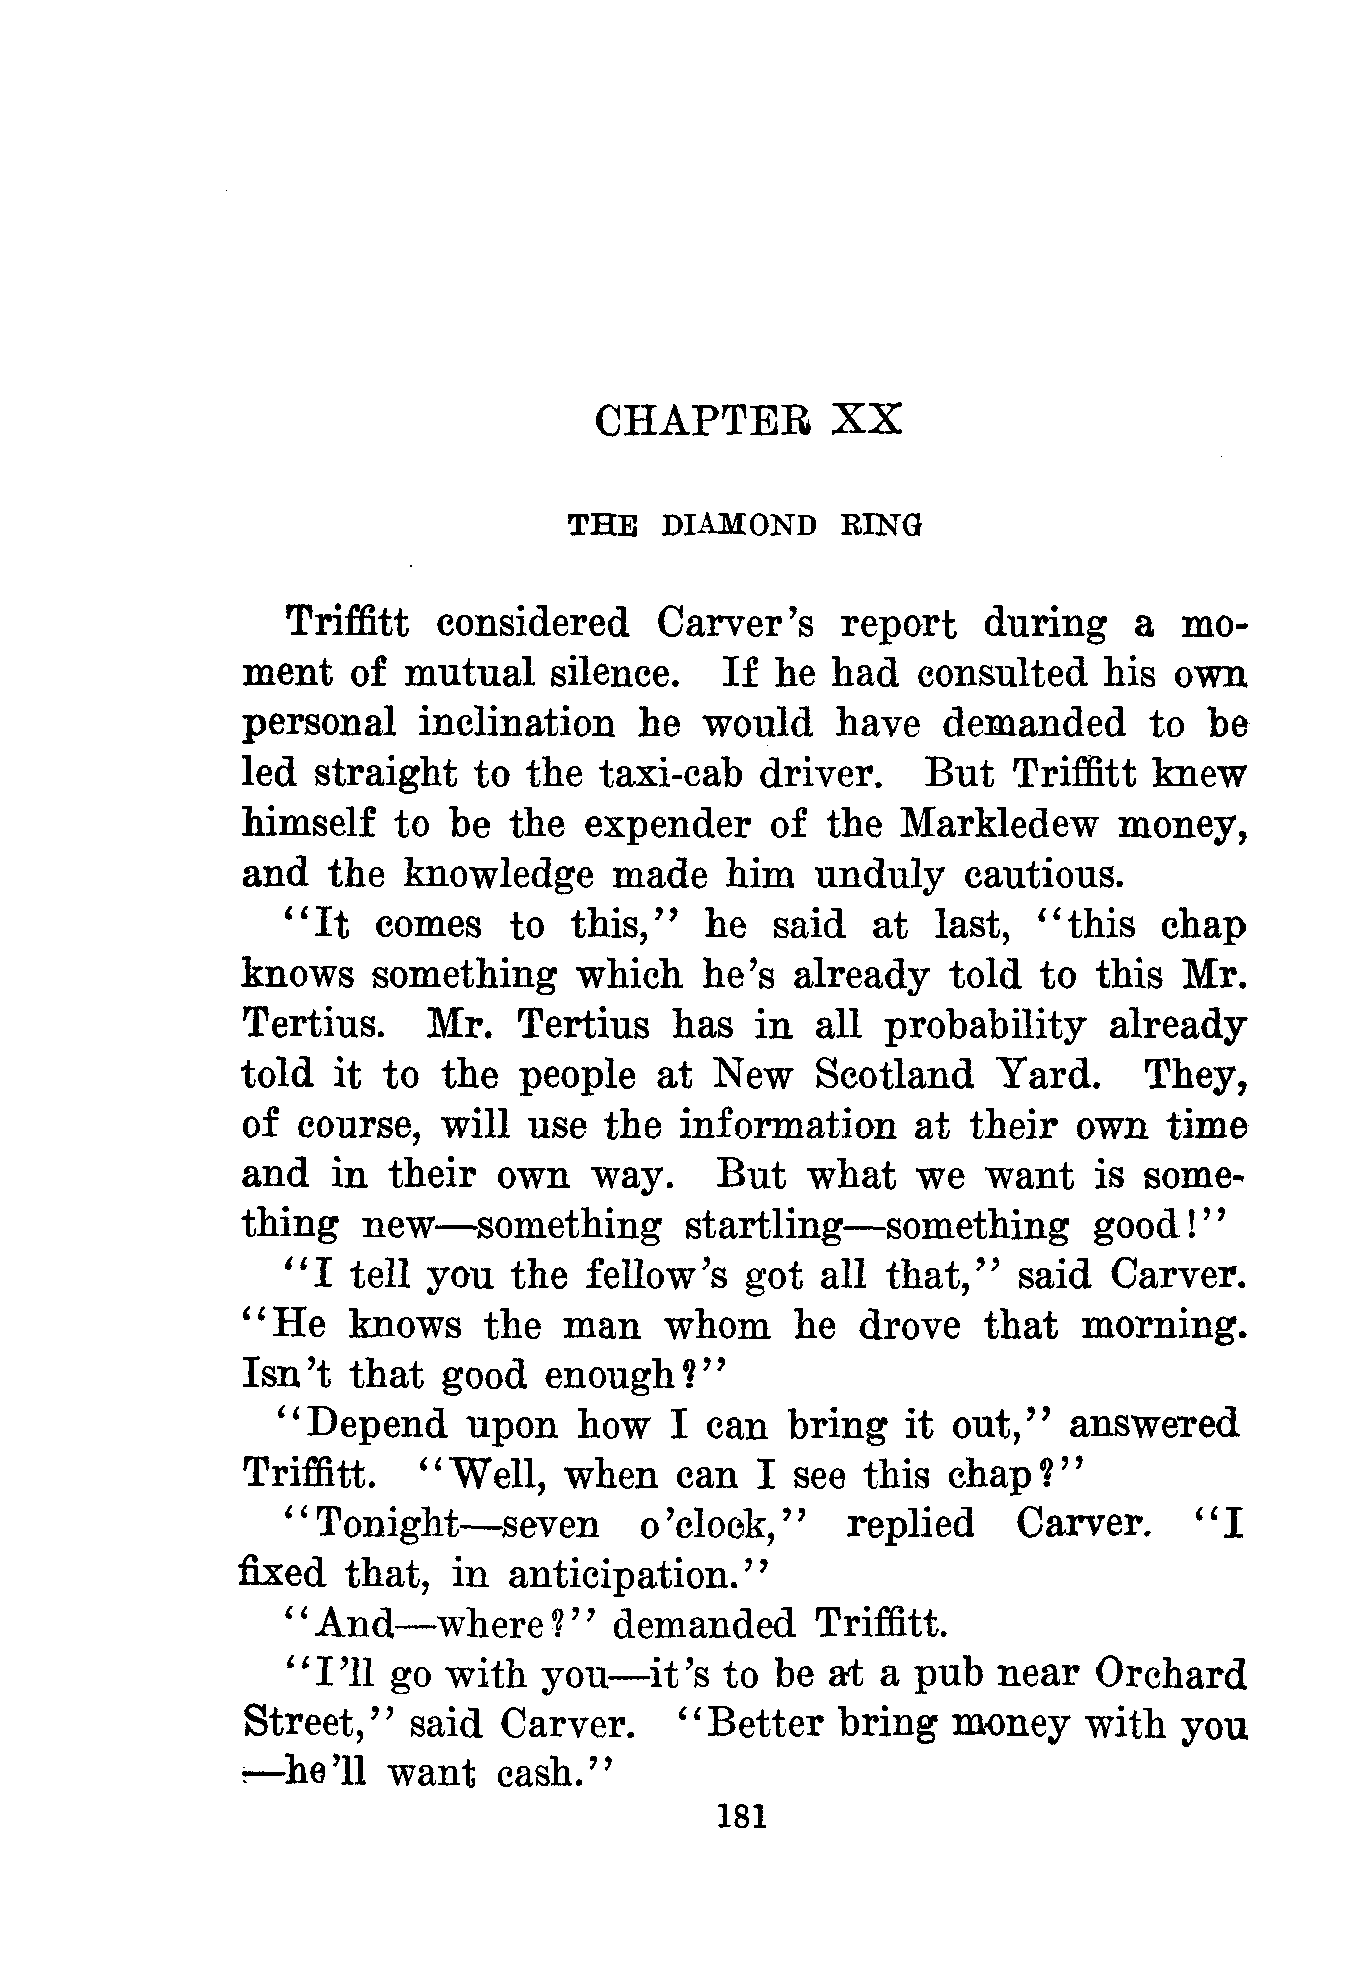 CHAPTER XX
THE DIAMOND RING
Triffitt considered Carver's report during a mo-
ment of mutual silence. If he had consulted his own
personal inclination he would have demanded to be
led straight to the taxi-cab driver. But Triffitt knew
himself to be the expender of the Markledew money,
and the knowledge made him unduly cautious.
"It comes to this," he said at last, "this chap
knows something which he's already told to this Mr.
Tertius. Mr. Tertius has in all probability already
told it to the people at New Scotland Yard. They,
of course, will use the information at their own time
and in their own way. But what we want is some-
thing new—something startling—something good!"
"I tell you the fellow's got all that," said Carver.
"He knows the man whom he drove that morning.
Isn't that good enough?"
"Depend upon how I can bring it out," answered
Triffitt. "Well, when can I see this chap?"
"Tonight—seven o'clock," replied Carver. "I
fixed that, in anticipation."
"And—where?" demanded Triffitt.
"I'll go with you—it's to be at a pub near Orchard
Street," said Carver. "Better bring money with you
—he'll want cash."
181